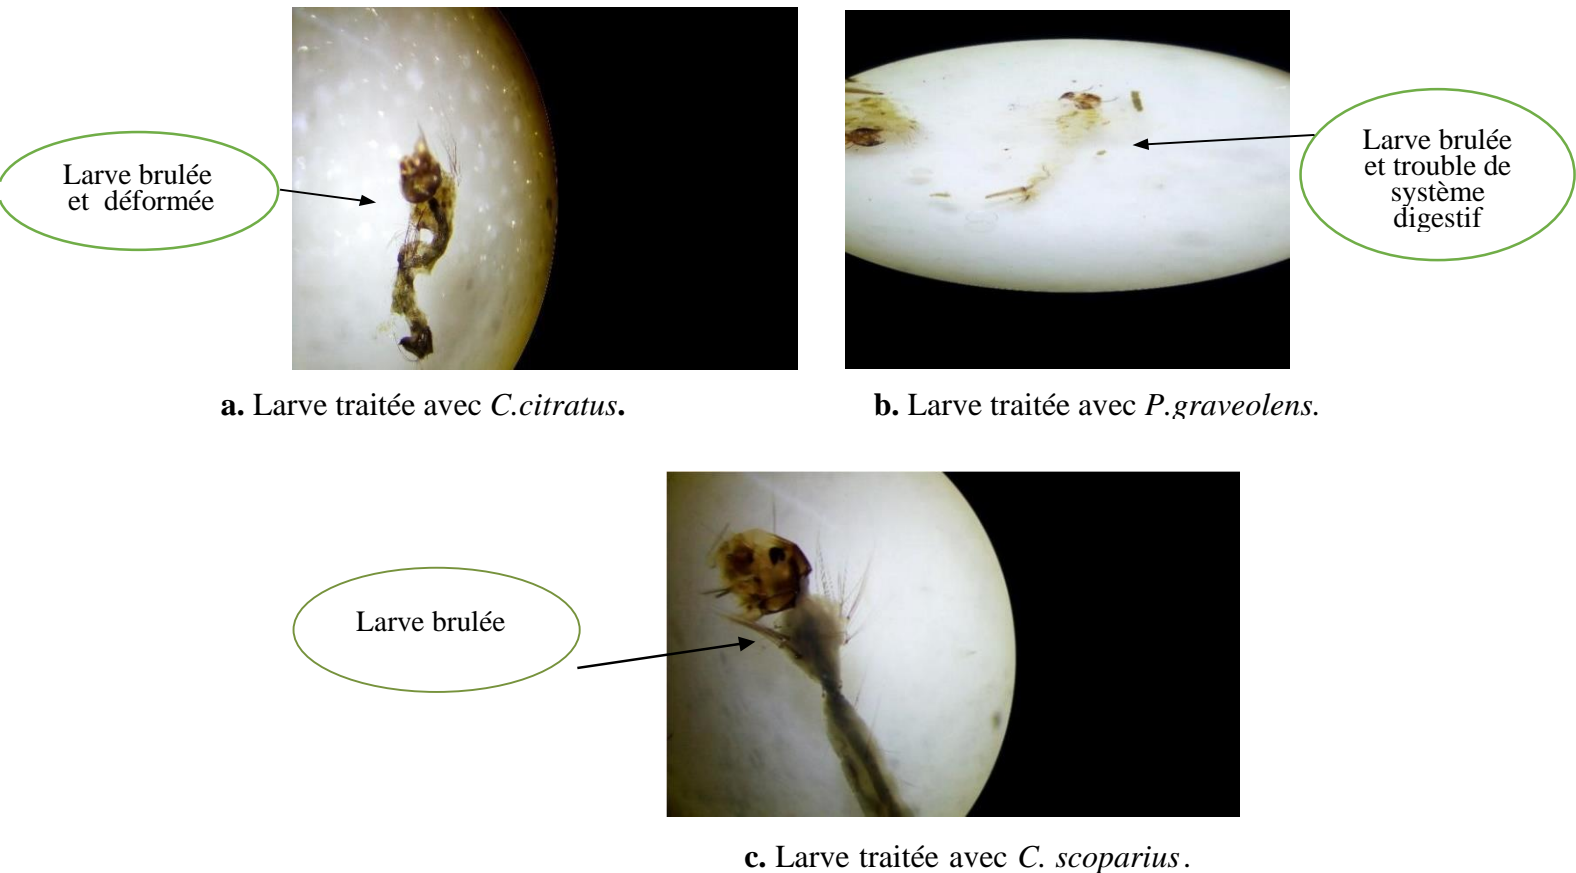 Larve brulée
et déformée
Larve brulée
et trouble de
système
digestif
a. Larve traitée avec C.citratus.
b. Larve traitée avec P.graveolens.
Larve brulée
c. Larve traitée avec C. scoparius.